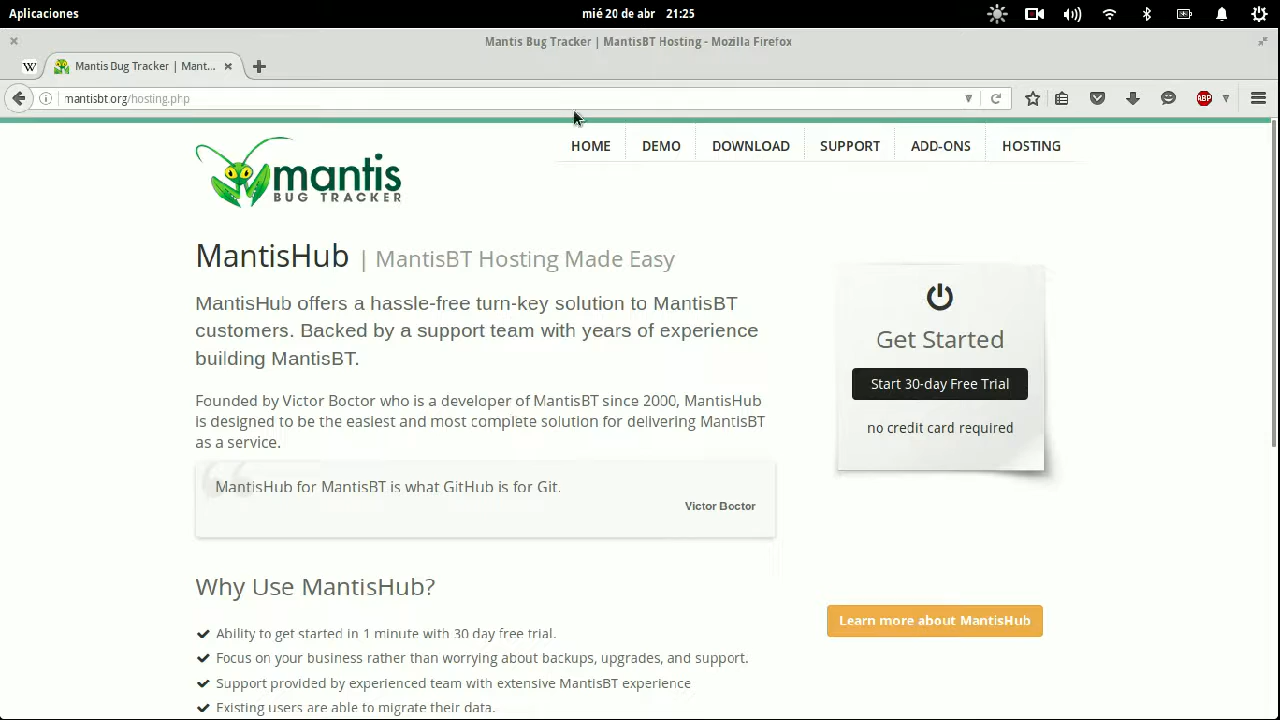 Aplicaciones
mié 20 de abr 21:25
Mantis Bug Tracker | MantisBT Hosting - Mozilla Firefox
W
Mantis Bug Tracker | Mant...
mantisbt.org/hosting.php
ABP
mantis
BUG TRACKER
HOME
DEMO
DOWNLOAD
SUPPORT
ADD-ONS
HOSTING
MantisHub | MantisBT Hosting Made Easy
MantisHub offers a hassle-free turn-key solution to MantisBT
customers. Backed by a support team with years of experience
building MantisBT.
Founded by Victor Boctor who is a developer of MantisBT since 2000, MantisHub
is designed to be the easiest and most complete solution for delivering MantisBT
as a service.
MantisHub for MantisBT is what GitHub is for Git.
Victor Boctor
Why Use MantisHub?
Ability to get started in 1 minute with 30 day free trial.
Focus on your business rather than worrying about backups, upgrades, and support.
Support provided by experienced team with extensive MantisBT experience
Existing users are able to migrate their data.
Get Started
Start 30-day Free Trial
no credit card required
Learn more about MantisHub